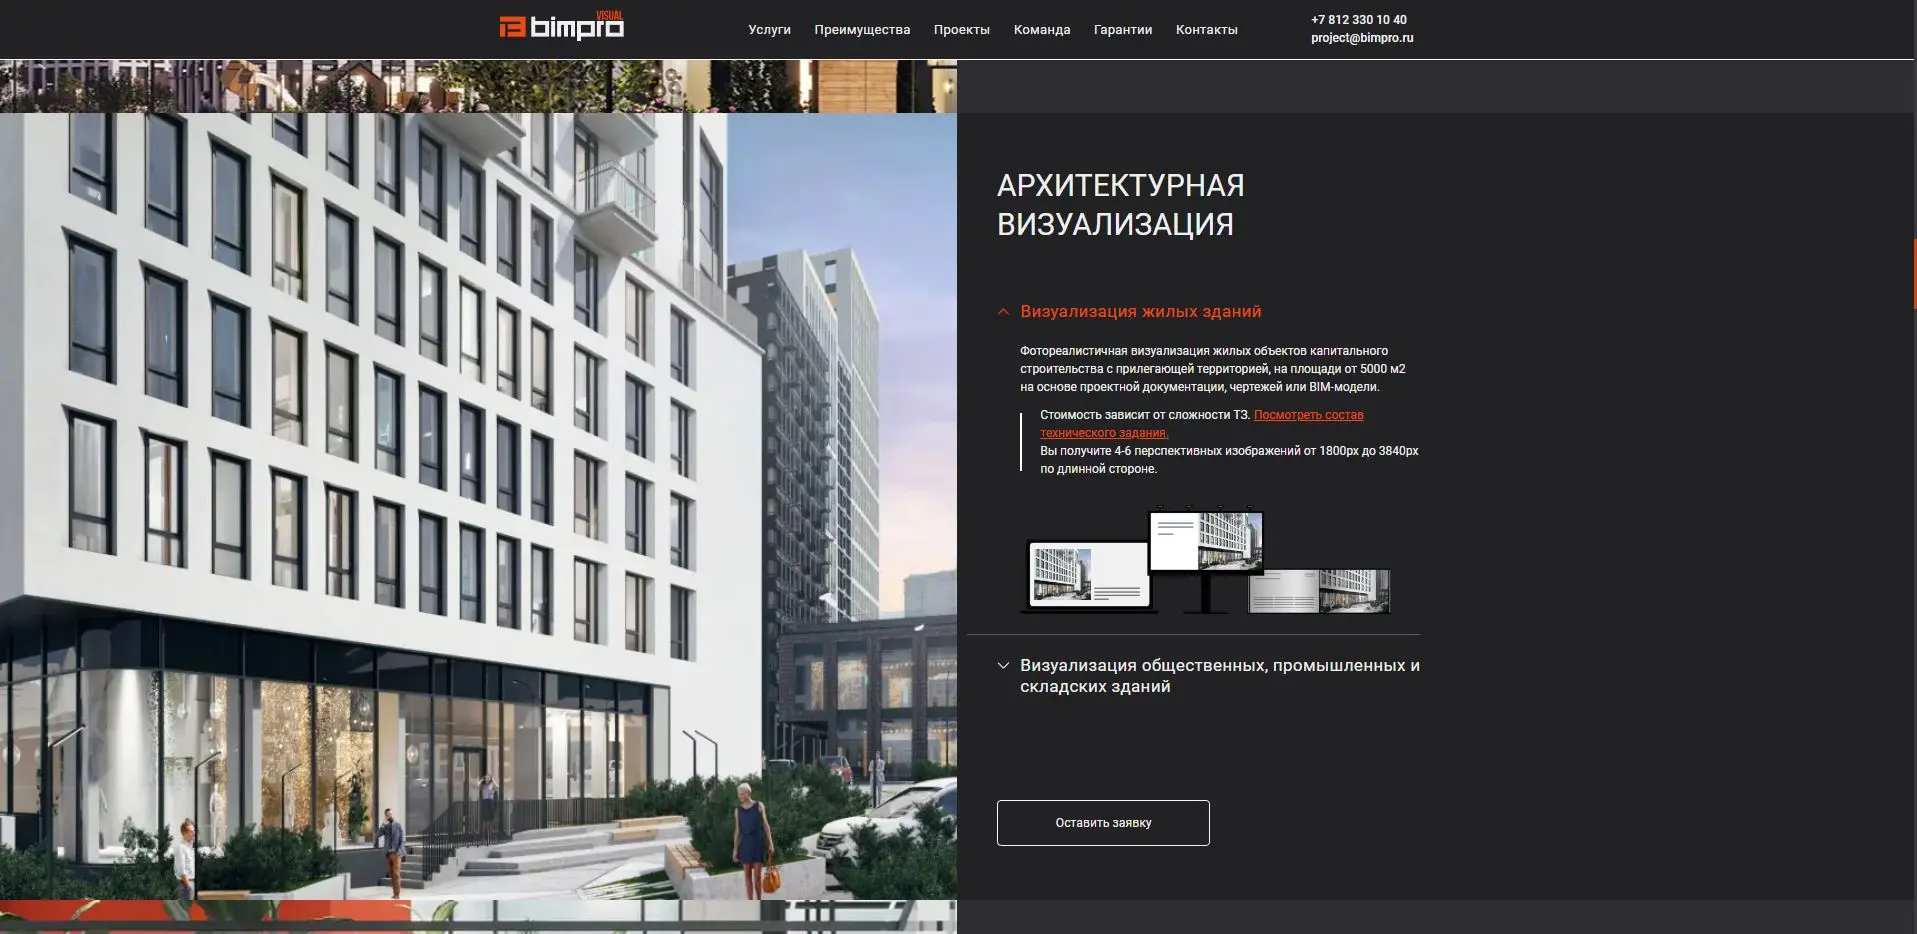 bimpro VISUAL
Услуги Преимущества Проекты Команда Гарантии Контакты
+7 812 330 10 40
project@bimpro.ru
АРХИТЕКТУРНАЯ
ВИЗУАЛИЗАЦИЯ
Визуализация жилых зданий
Фотореалистичная визуализация жилых объектов капитального
строительства с прилегающей территорией, на площади от 5000 м2
на основе проектной документации, чертежей или BIM-модели.
Стоимость зависит от сложности ТЗ. Посмотреть состав
технического задания.
Вы получите 4-6 перспективных изображений от 1800px до 3840px
по длинной стороне.
Визуализация общественных, промышленных и
складских зданий
Оставить заявку